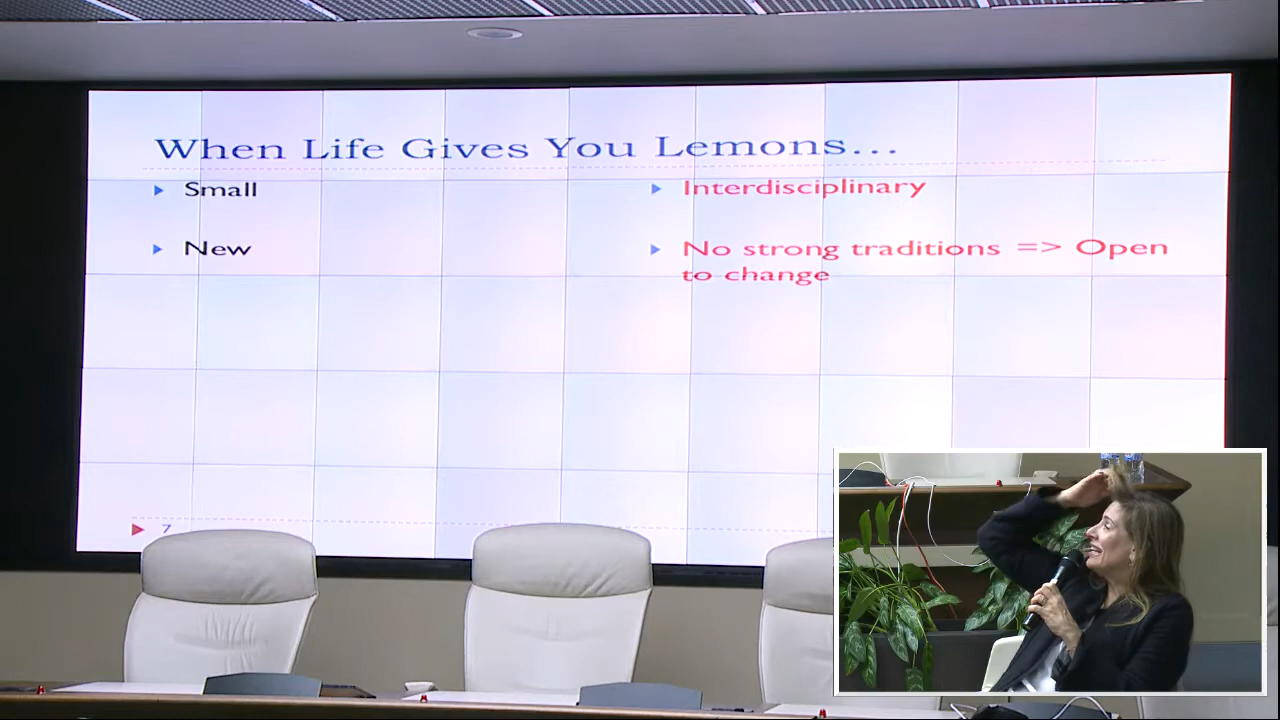 When Life Gives You Lemons...
Small
New
Interdisciplinary
No strong traditions => Open
to change
7